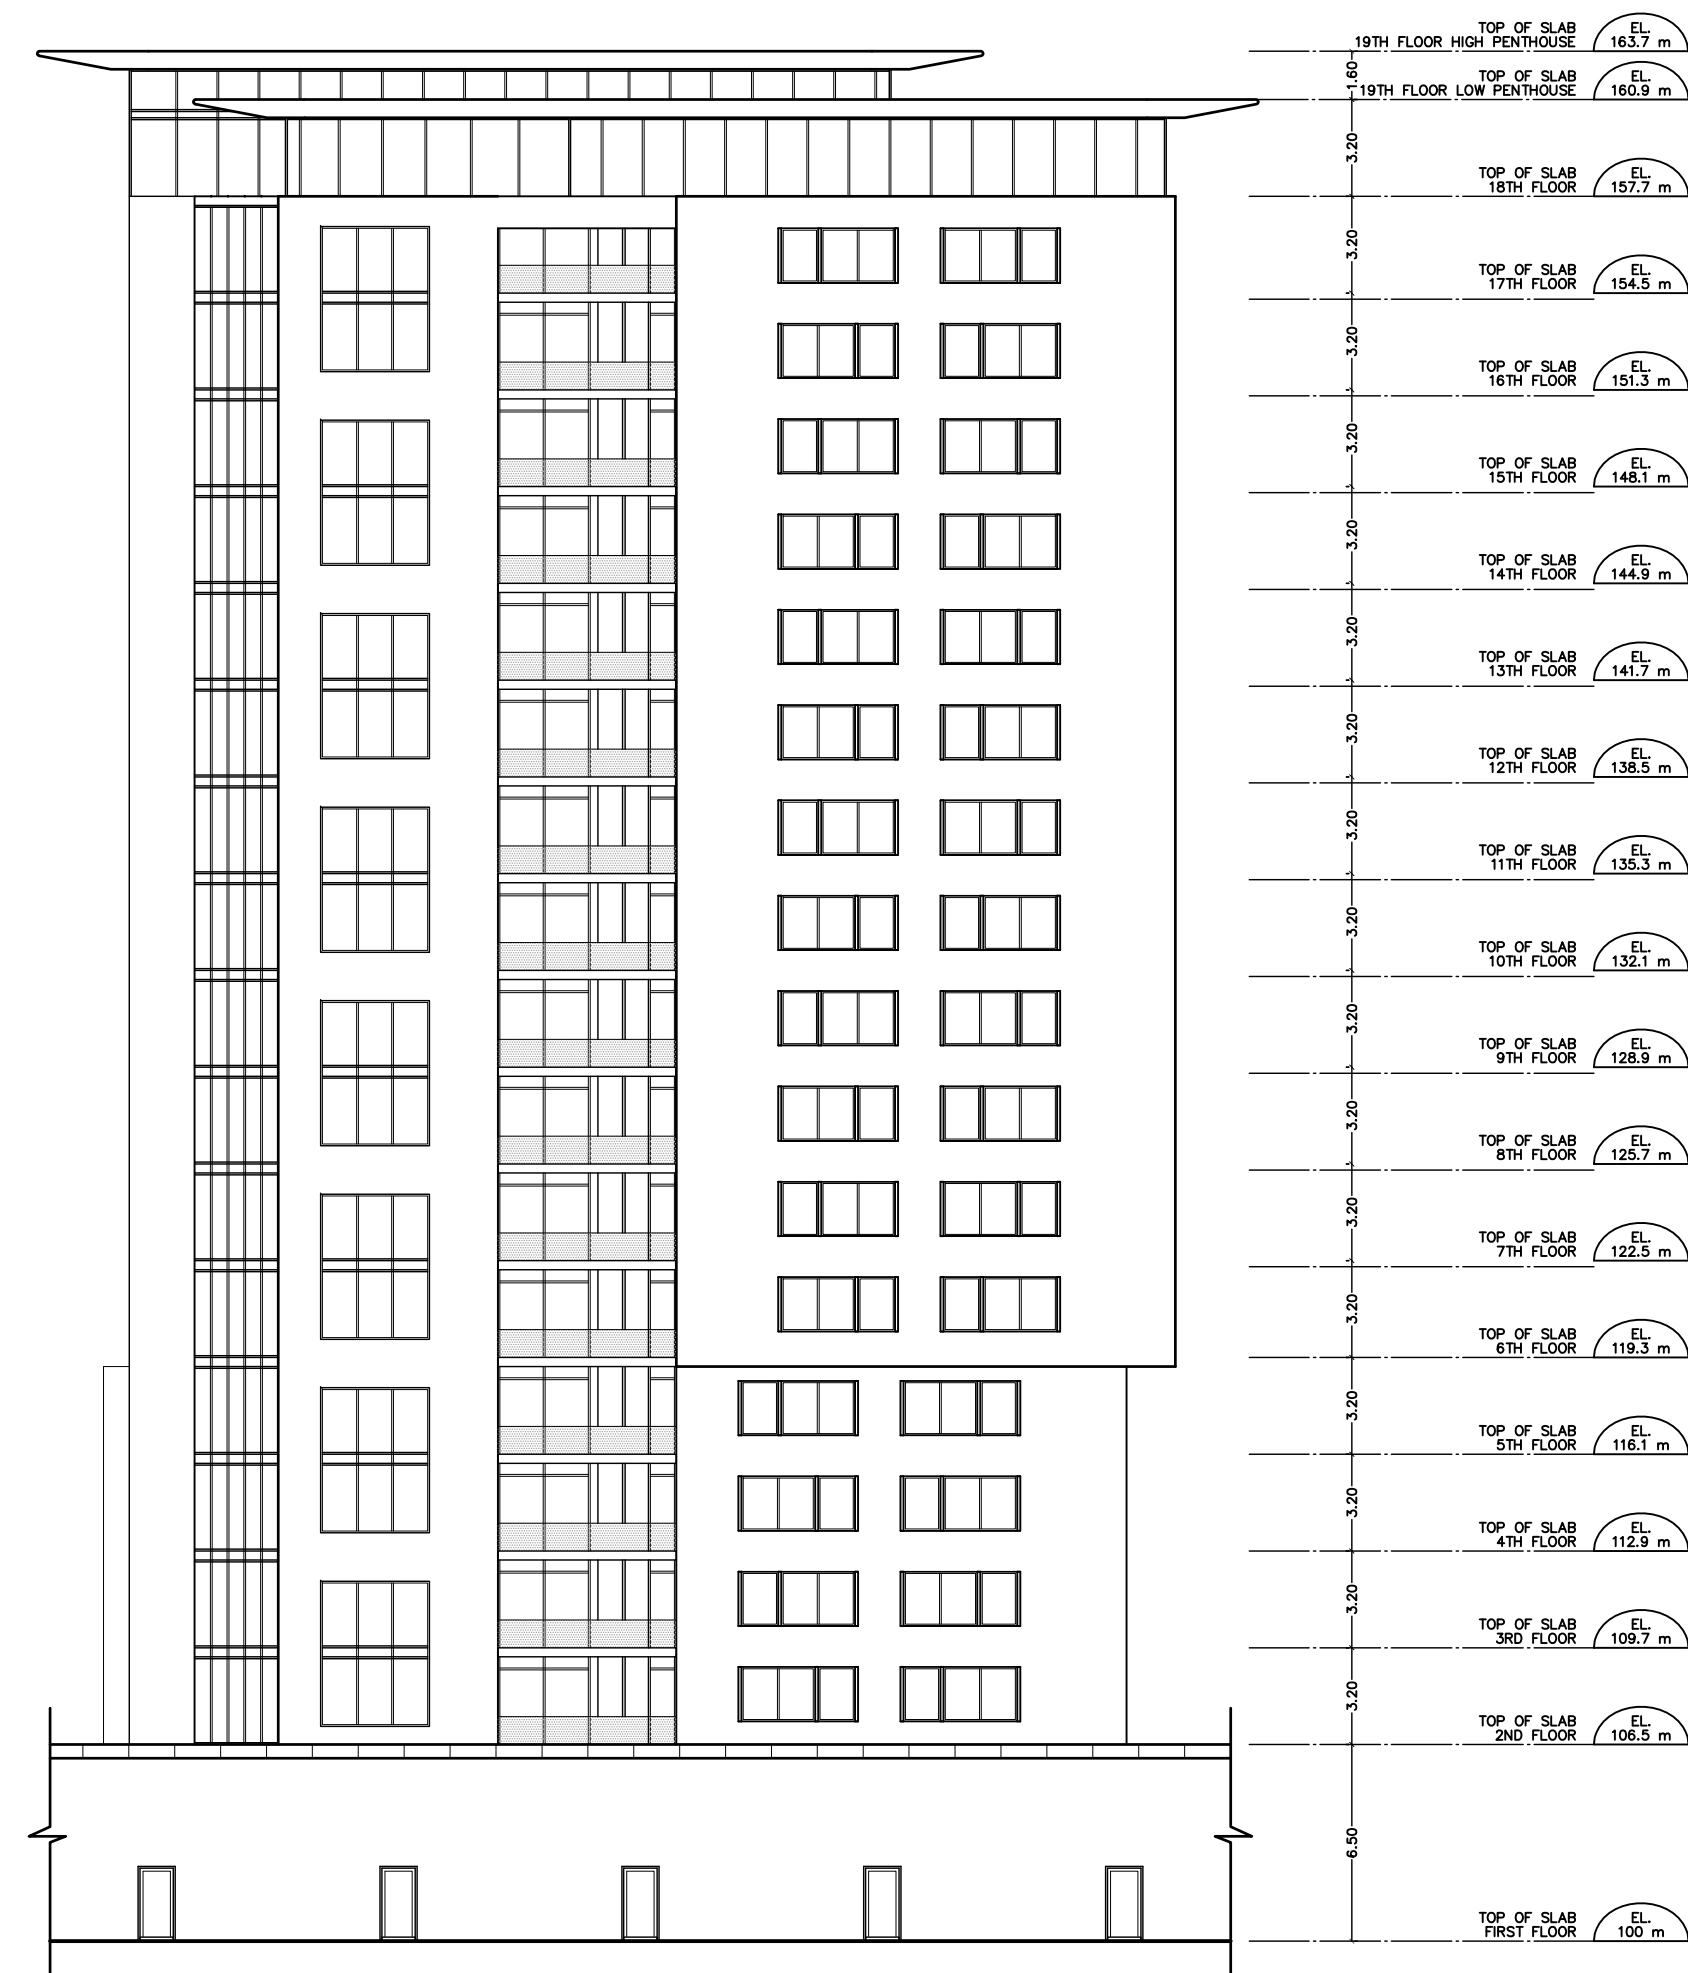 TOP OF SLAB
19TH FLOOR HIGH PENTHOUSE
EL.
163.7 m
1.60
TOP OF SLAB
19TH FLOOR LOW PENTHOUSE
EL.
160.9 m
3.20
TOP OF SLAB
18TH FLOOR
EL.
157.7 m
3.20
TOP OF SLAB
17TH FLOOR
EL.
154.5 m
3.20
TOP OF SLAB
16TH FLOOR
EL.
151.3 m
3.20
TOP OF SLAB
15TH FLOOR
EL.
148.1 m
3.20
TOP OF SLAB
14TH FLOOR
EL.
144.9 m
3.20
TOP OF SLAB
13TH FLOOR
EL.
141.7 m
3.20
TOP OF SLAB
12TH FLOOR
EL.
138.5 m
3.20
TOP OF SLAB
11TH FLOOR
EL.
135.3 m
3.20
TOP OF SLAB
10TH FLOOR
EL.
132.1 m
3.20
TOP OF SLAB
9TH FLOOR
EL.
128.9 m
3.20
TOP OF SLAB
8TH FLOOR
EL.
125.7 m
3.20
TOP OF SLAB
7TH FLOOR
EL.
122.5 m
3.20
TOP OF SLAB
6TH FLOOR
EL.
119.3 m
3.20
TOP OF SLAB
5TH FLOOR
EL.
116.1 m
3.20
TOP OF SLAB
4TH FLOOR
EL.
112.9 m
3.20
TOP OF SLAB
3RD FLOOR
EL.
109.7 m
3.20
TOP OF SLAB
2ND FLOOR
EL.
106.5 m
6.50
TOP OF SLAB
FIRST FLOOR
EL.
100 m